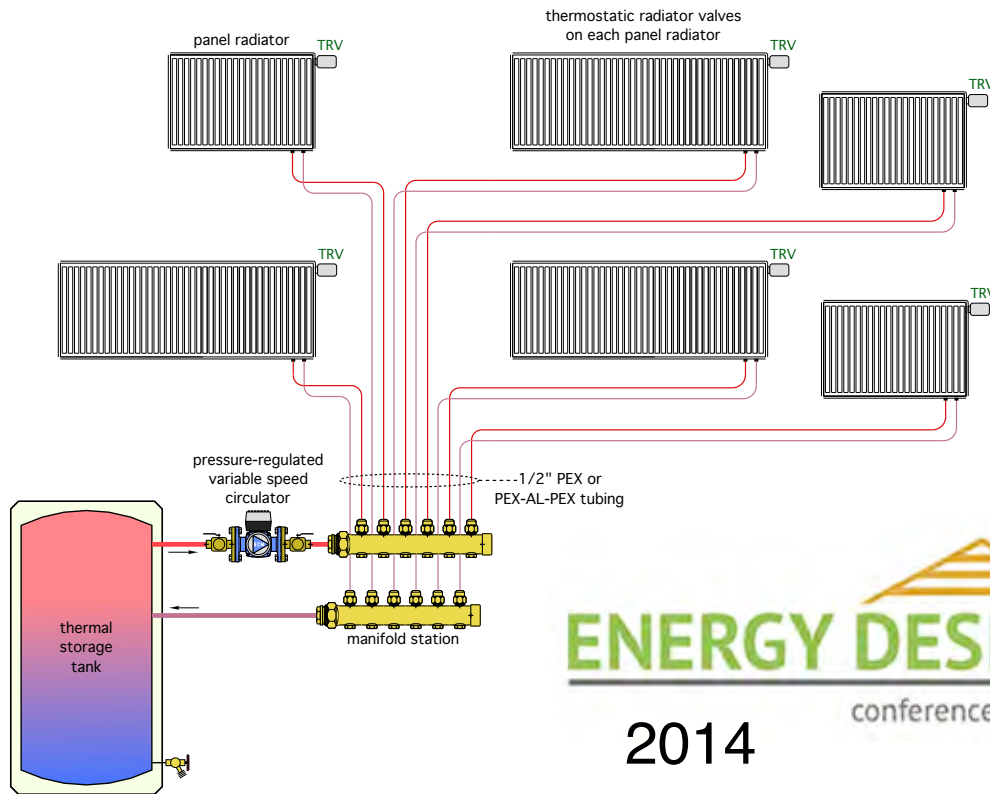 thermostatic radiator valves
on each panel radiator
panel radiator
TRV
TRV
TRV
TRV
TRV
TRV
pressure-regulated
variable speed
circulator
1/2" PEX or
PEX-AL-PEX tubing
thermal
storage
tank
manifold station
ENERGY DES
conference
2014